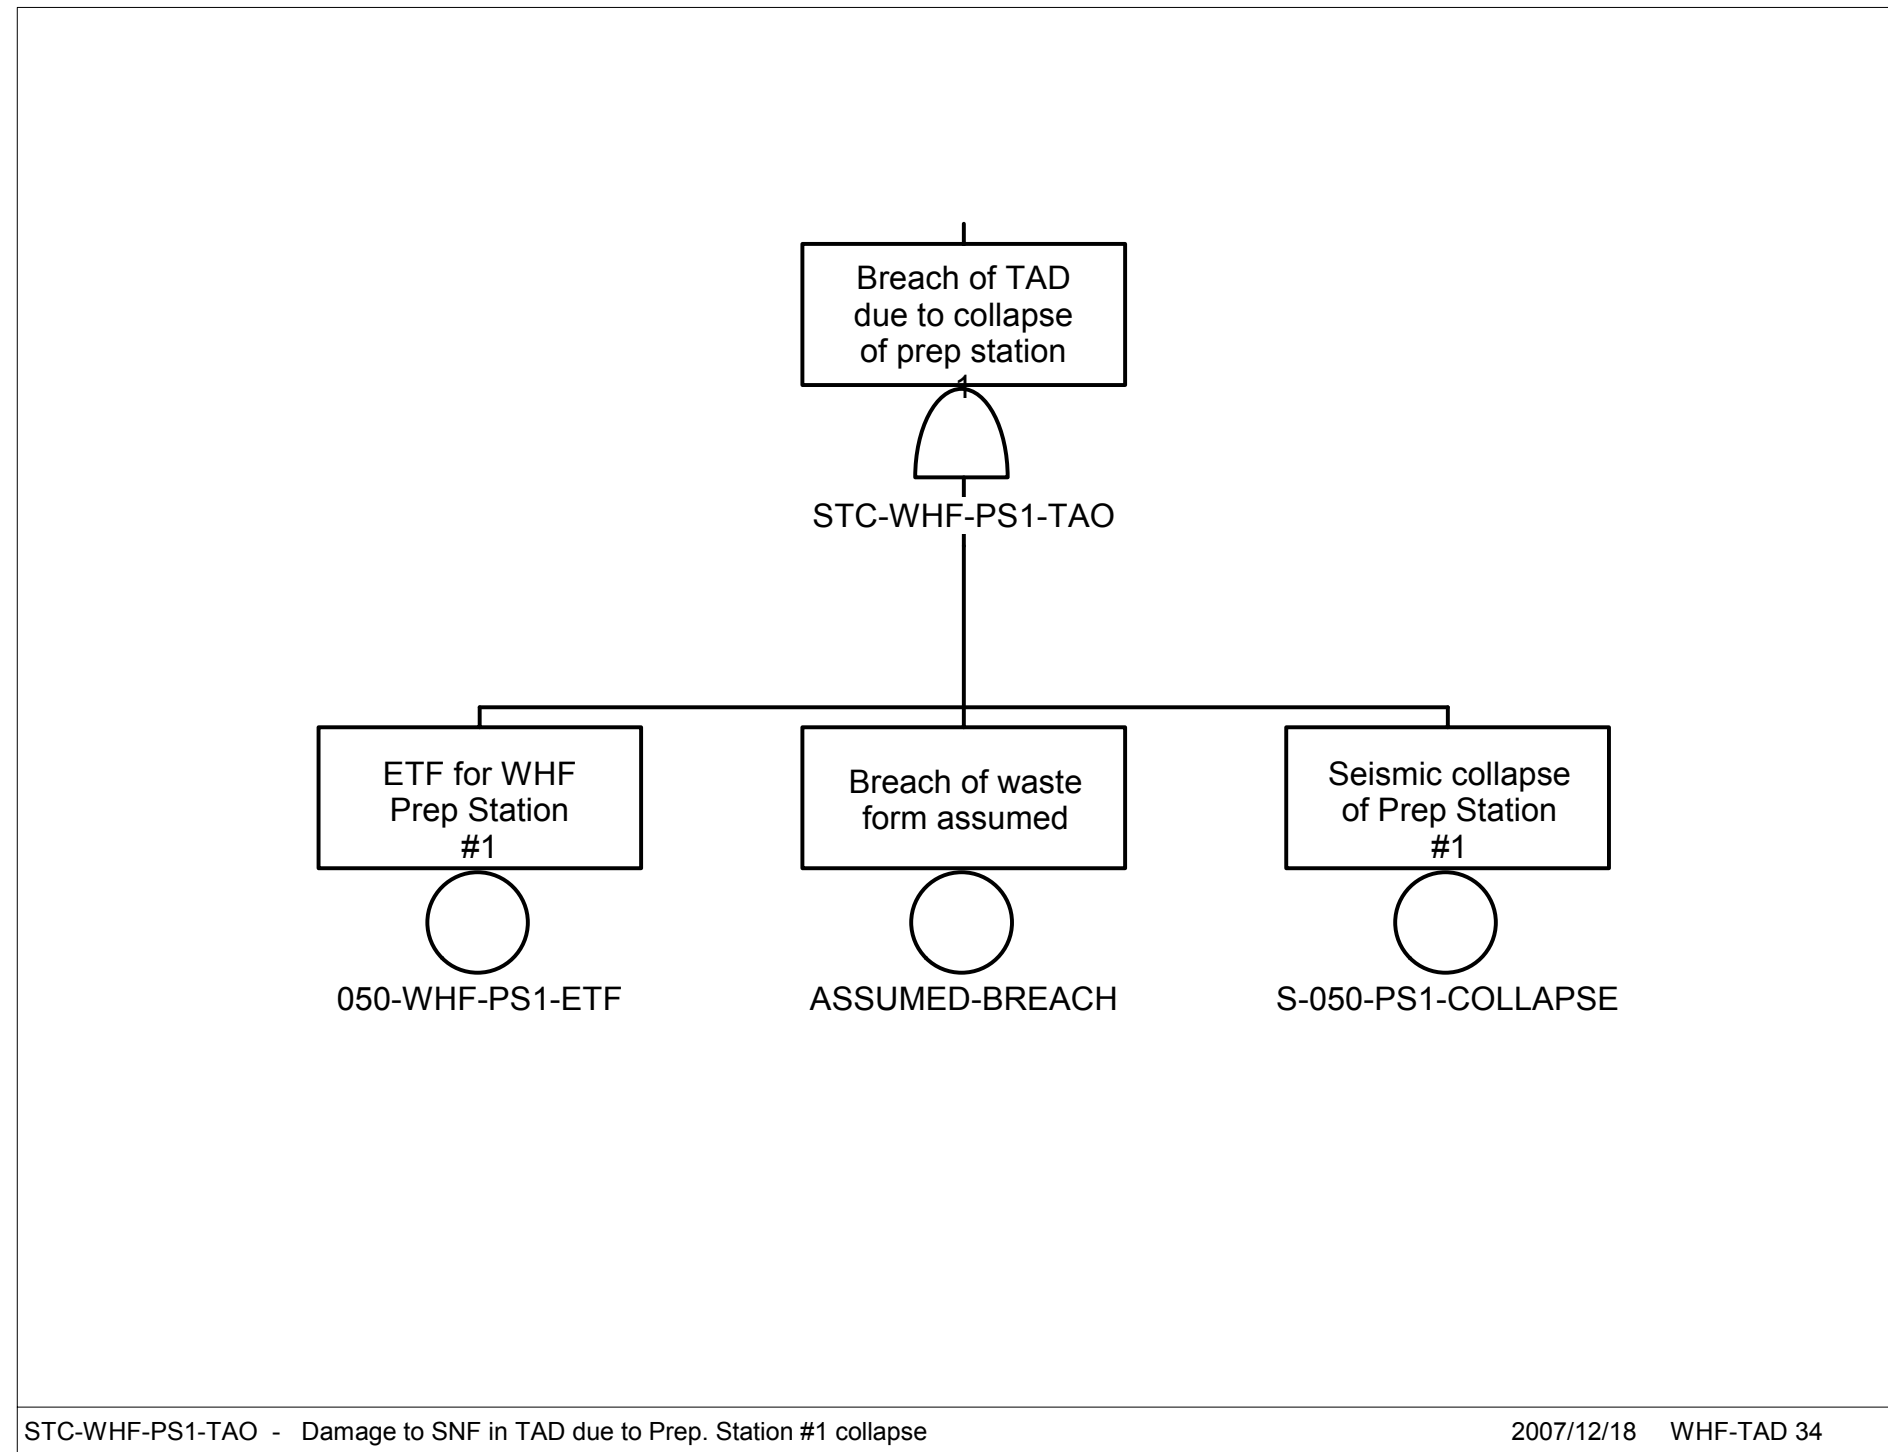 Breach of TAD
due to collapse
of prep station
1
STC-WHF-PS1-TAO
ETF for WHF
Prep Station
#1
Breach of waste
form assumed
Seismic collapse
of Prep Station
#1
050-WHF-PS1-ETF
ASSUMED-BREACH
S-050-PS1-COLLAPSE
STC-WHF-PS1-TAO - Damage to SNF in TAD due to Prep. Station #1 collapse
2007/12/18 WHF-TAD 34